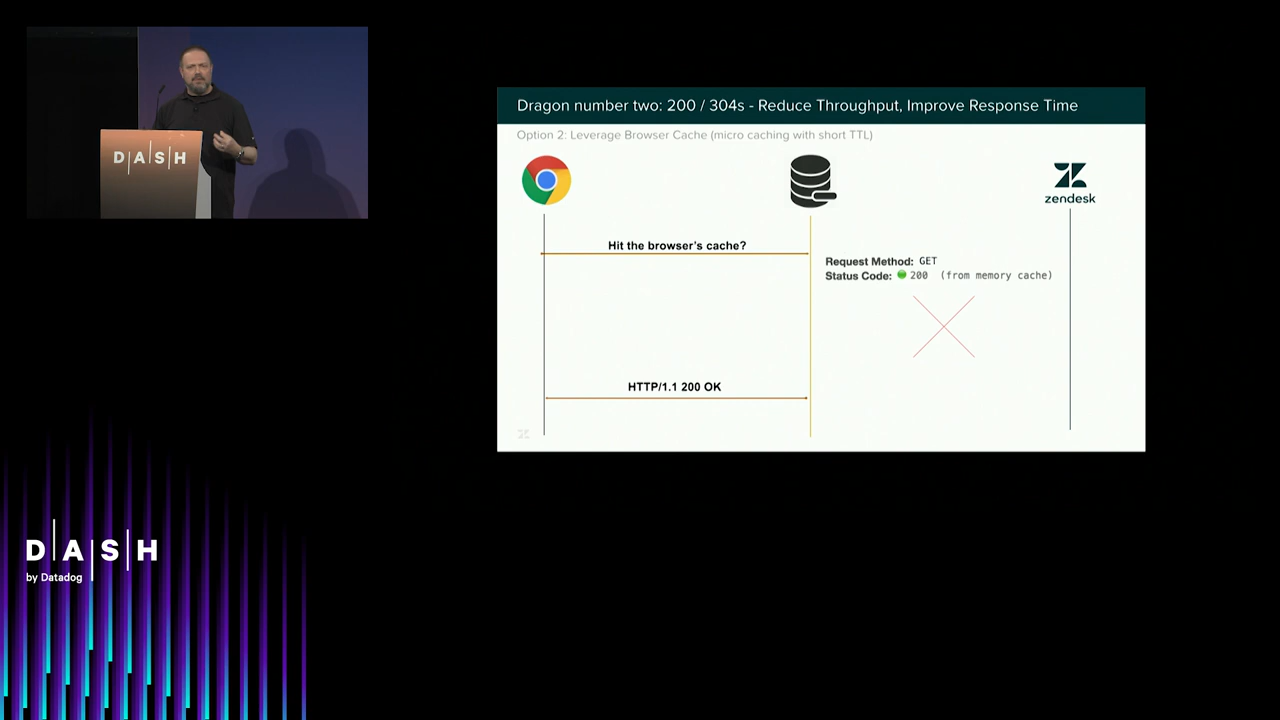 DASH
Dragon number two: 200 / 304s - Reduce Throughput, Improve Response Time
Option 2: Leverage Browser Cache (micro caching with short TTL)
zendesk
Hit the browser's cache?
Request Method: GET
Status Code: 200 (from memory cache)
HTTP/1.1 200 OK
DASH
by Datadog